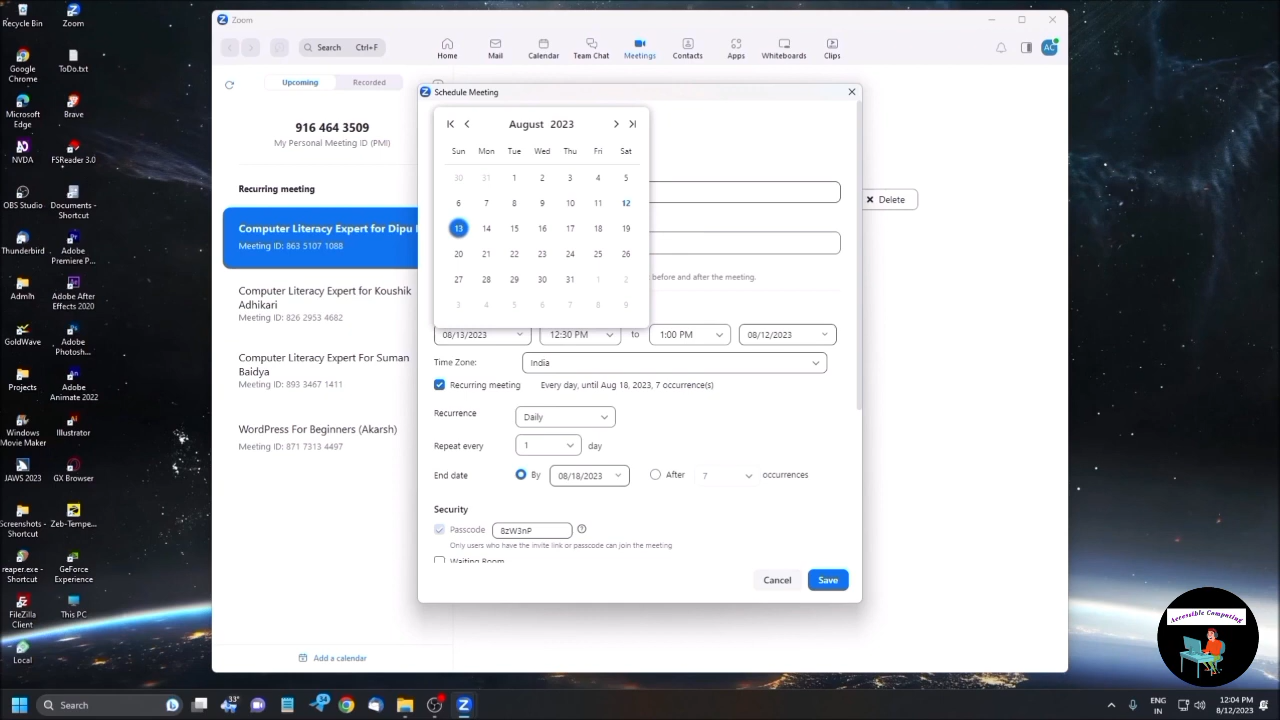 Recycle Bin
Zoom
Google Chrome
ToDo.txt
Microsoft Edge
Brave
NVDA
FSReader 3.0
OBS Studio
Documents - Shortcut
Thunderbird
Adobe Premiere P...
AdmIh
Adobe After Effects 2020
GoldWave
Adobe Photosh...
Projects
Adobe Animate 2022
Windows Movie Maker
Illustrator
JAWS 2023
GX Browser
Screenshots - Shortcut
Zeb-Tempe...
reaper.exe - Shortcut
GeForce Experience
FileZilla Client
This PC
Local
Zoom
Search Ctrl+F
Home
Mail
Calendar
Team Chat
Meetings
Contacts
Apps
Whiteboards
Clips
AC
Upcoming
Recorded
916 464 3509
My Personal Meeting ID (PMI)
Recurring meeting
Computer Literacy Expert for Dipu
Meeting ID: 863 5107 1088
Computer Literacy Expert for Koushik
Adhikari
Meeting ID: 826 2953 4682
Computer Literacy Expert For Suman
Baidya
Meeting ID: 893 3467 1411
WordPress For Beginners (Akarsh)
Meeting ID: 871 7313 4497
Add a calendar
Delete
Schedule Meeting
August 2023
Sun Mon Tue Wed Thu Fri Sat
30 31 1 2 3 4 5
6 7 8 9 10 11 12
13 14 15 16 17 18 19
20 21 22 23 24 25 26
27 28 29 30 31 1 2
3 4 5 6 7 8 9
before and after the meeting.
08/13/2023 12:30 PM to 1:00 PM 08/12/2023
Time Zone: India
Recurring meeting Every day, until Aug 18, 2023, 7 occurrence(s)
Recurrence Daily
Repeat every 1 day
End date By 08/18/2023 After 7 occurrences
Security
Passcode 8zW3nP
Only users who have the invite link or passcode can join the meeting
Waiting Room
Cancel Save
Accessible Computing
Search
33°
34
ENG
IN
12:04 PM
8/12/2023